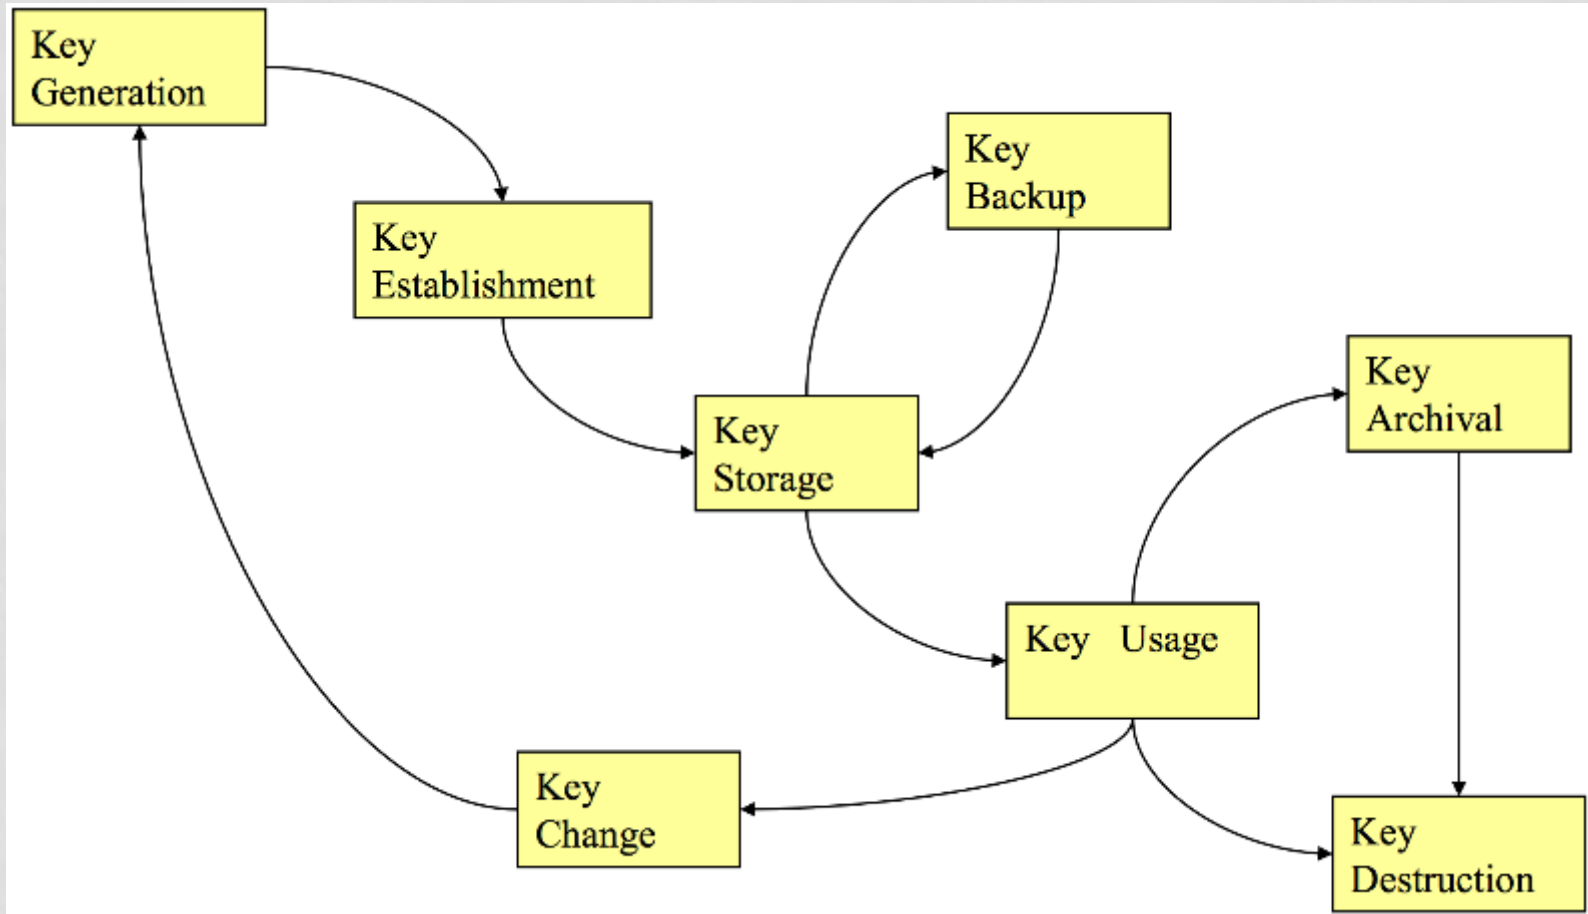 Key
Generation
Key
Backup
Key
Establishment
Key
Archival
Key
Storage
Key Usage
Key
Change
Key
Destruction